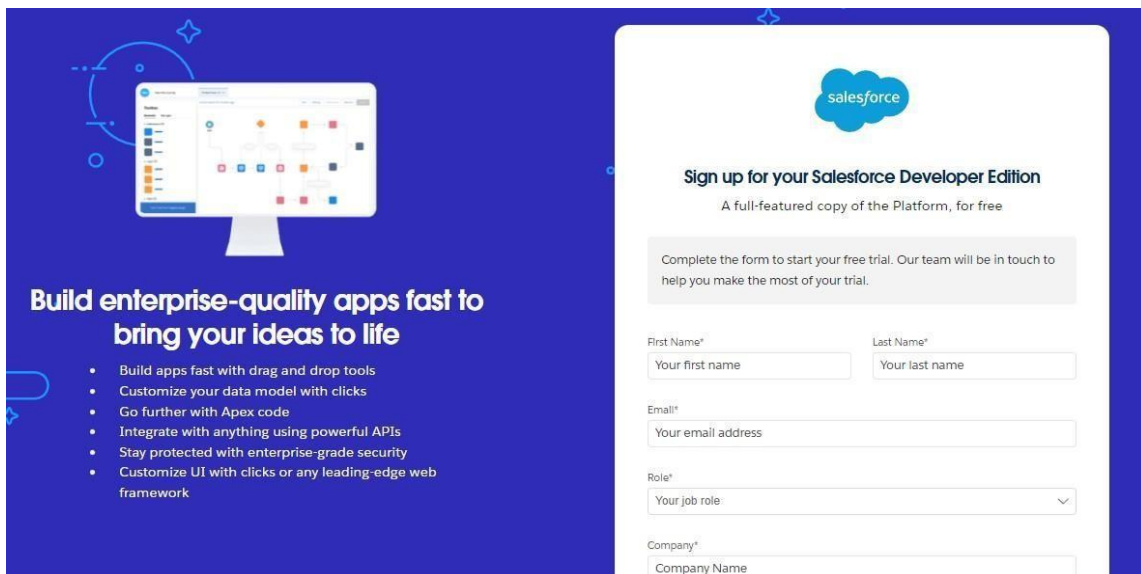 Build enterprise-quality apps fast to
bring your ideas to life
• Build apps fast with drag and drop tools
• Customize your data model with clicks
• Go further with Apex code
• Integrate with anything using powerful APIs
• Stay protected with enterprise-grade security
• Customize UI with clicks or any leading-edge web
framework
salesforce
Sign up for your Salesforce Developer Edition
A full-featured copy of the Platform, for free
Complete the form to start your free trial. Our team will be in touch to
help you make the most of your trial.
First Name* Last Name*
Your first name Your last name
Email*
Your email address
Role*
Your job role
Company*
Company Name